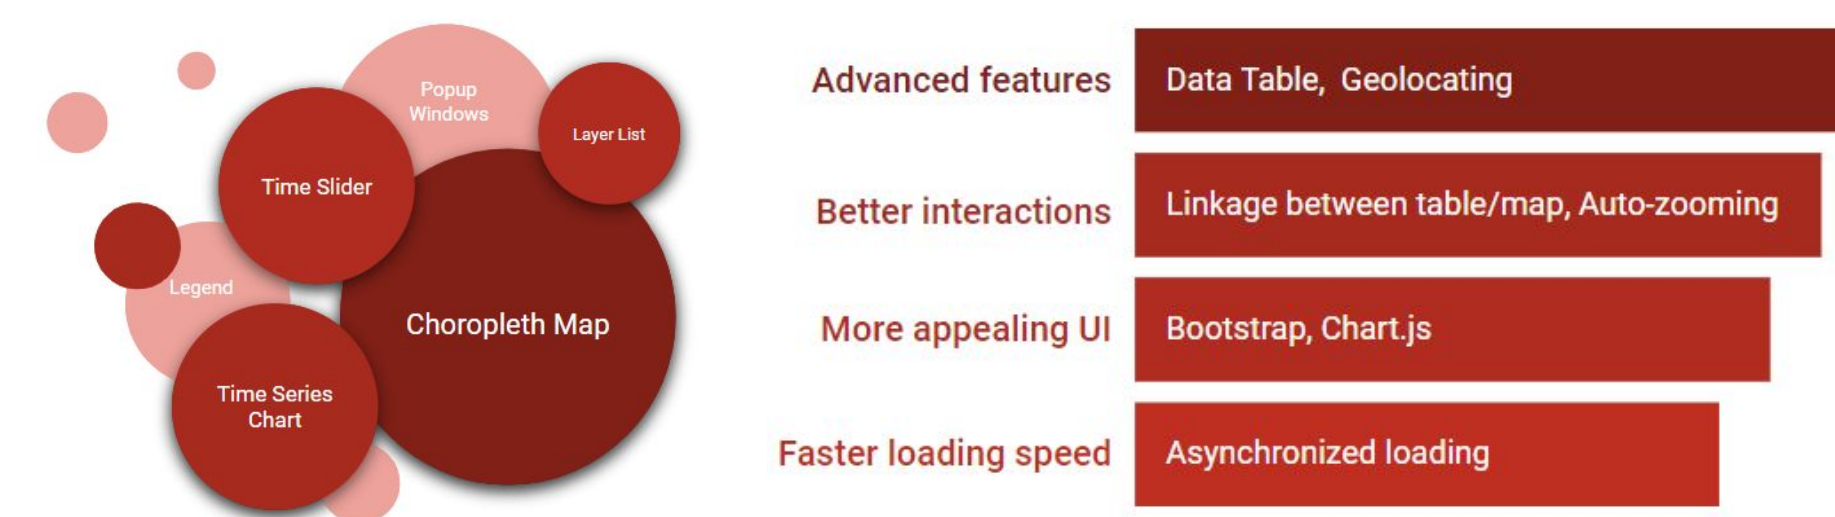 Popup
Windows
Layer List
Time Slider
Legend
Choropleth Map
Time Series
Chart
Advanced features
Data Table, Geolocating
Better interactions
Linkage between table/map, Auto-zooming
More appealing UI
Bootstrap, Chart.js
Faster loading speed
Asynchronized loading